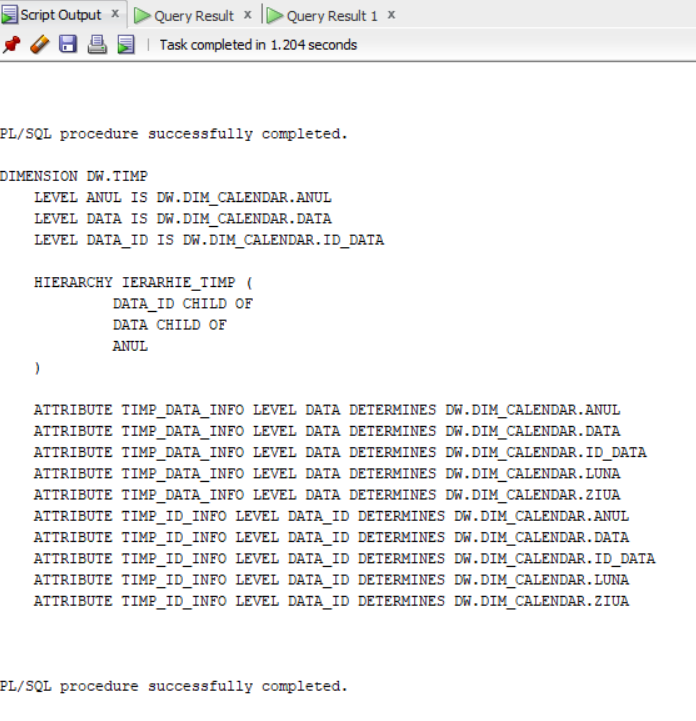 Script Output x Query Result x Query Result 1 x
Task completed in 1.204 seconds
PL/SQL procedure successfully completed.
DIMENSION DW.TIMP
LEVEL ANUL IS DW.DIM_CALENDAR.ANUL
LEVEL DATA IS DW.DIM_CALENDAR.DATA
LEVEL DATA_ID IS DW.DIM_CALENDAR.ID_DATA
HIERARCHY IERARHIE_TIMP (
DATA_ID CHILD OF
DATA CHILD OF
ANUL
)
ATTRIBUTE TIMP_DATA_INFO LEVEL DATA DETERMINES DW.DIM_CALENDAR.ANUL
ATTRIBUTE TIMP_DATA_INFO LEVEL DATA DETERMINES DW.DIM_CALENDAR.DATA
ATTRIBUTE TIMP_DATA_INFO LEVEL DATA DETERMINES DW.DIM_CALENDAR.ID_DATA
ATTRIBUTE TIMP_DATA_INFO LEVEL DATA DETERMINES DW.DIM_CALENDAR.LUNA
ATTRIBUTE TIMP_DATA_INFO LEVEL DATA DETERMINES DW.DIM_CALENDAR.ZIUA
ATTRIBUTE TIMP_ID_INFO LEVEL DATA_ID DETERMINES DW.DIM_CALENDAR.ANUL
ATTRIBUTE TIMP_ID_INFO LEVEL DATA_ID DETERMINES DW.DIM_CALENDAR.DATA
ATTRIBUTE TIMP_ID_INFO LEVEL DATA_ID DETERMINES DW.DIM_CALENDAR.ID_DATA
ATTRIBUTE TIMP_ID_INFO LEVEL DATA_ID DETERMINES DW.DIM_CALENDAR.LUNA
ATTRIBUTE TIMP_ID_INFO LEVEL DATA_ID DETERMINES DW.DIM_CALENDAR.ZIUA
PL/SQL procedure successfully completed.